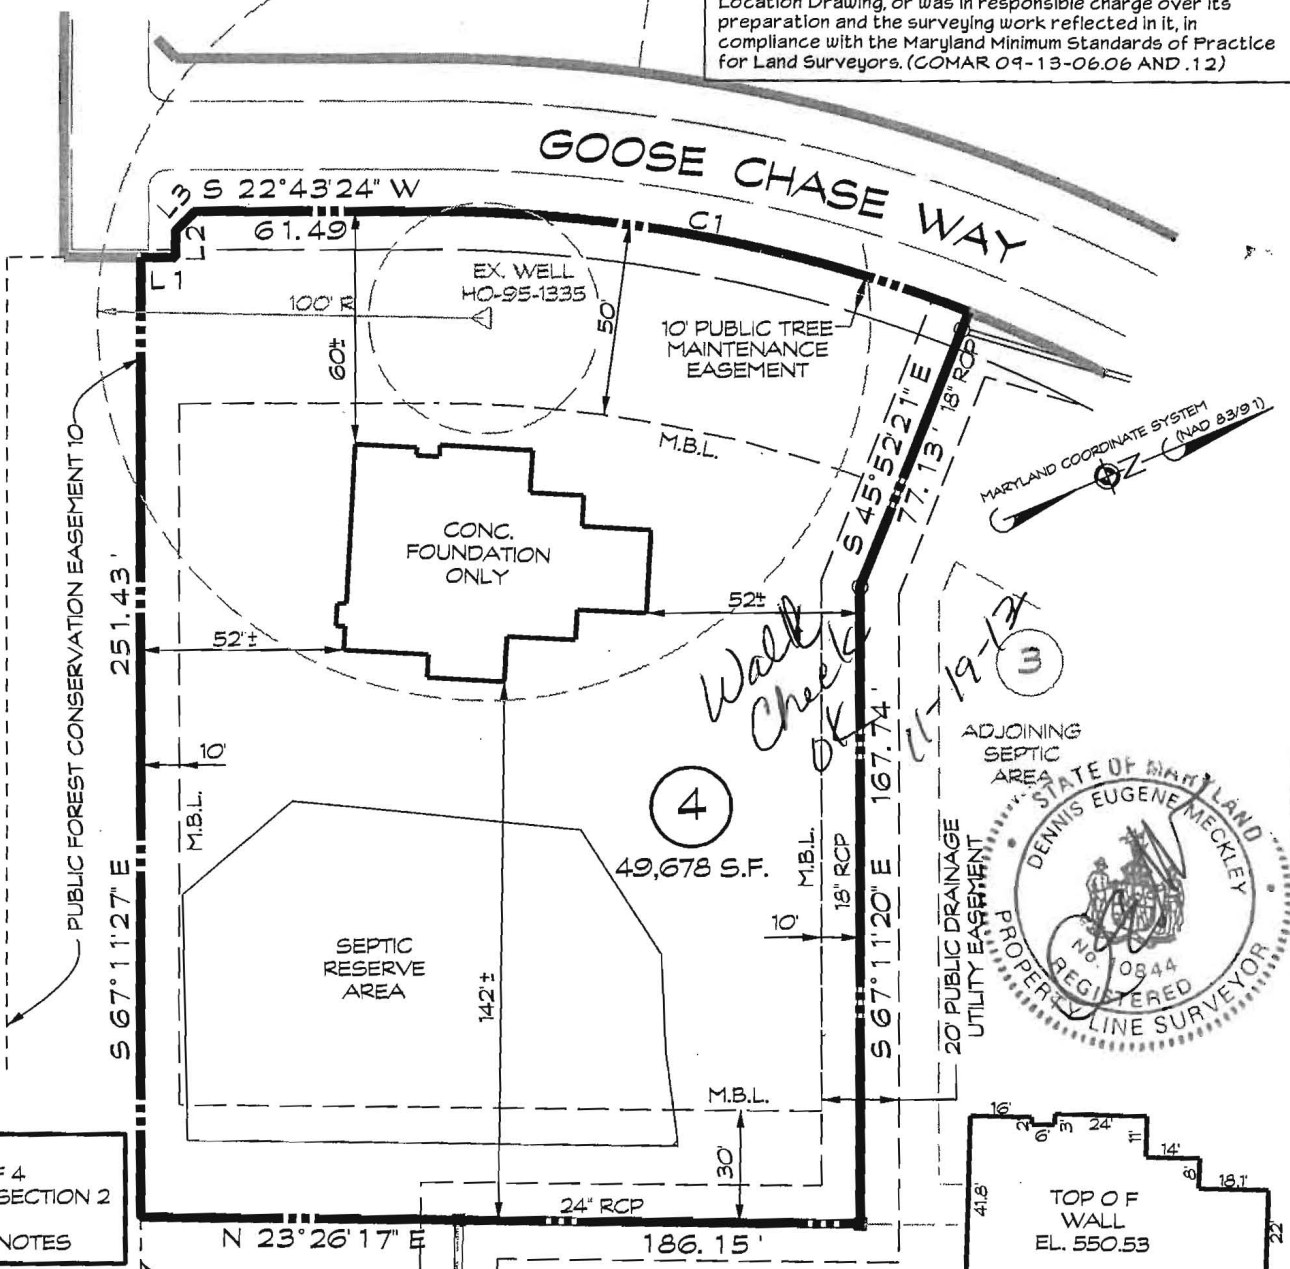 Location Drawing, or was in responsible charge over its
preparation and the surveying work reflected in it, in
compliance with the Maryland Minimum Standards of Practice
for Land Surveyors. (COMAR 09-13-06.06 AND .12)
GOOSE CHASE WAY
L3
S 22°43'24" W
61.49
C1
L2
L1
EX. WELL
HO-95-1335
100' R
60'±
50'
10' PUBLIC TREE
MAINTENANCE
EASEMENT
M.B.L.
S 45°52'21" E
77.13'
18" RCP
MARYLAND COORDINATE SYSTEM
(NAD 83/91)
N
PUBLIC FOREST CONSERVATION EASEMENT 10
CONC.
FOUNDATION
ONLY
251.43'
S 67°11'27" E
52'±
52'±
Wall
Check
OK
11-19-13
3
ADJOINING
SEPTIC
AREA
10'
M.B.L.
4
49,678 S.F.
M.B.L.
18" RCP
10'
167.74'
S 67°11'20" E
20' PUBLIC DRAINAGE
UTILITY EASEMENT
STATE OF MARYLAND
DENNIS EUGENE MECKLEY
No. 10844
REGISTERED
PROPERTY LINE SURVEYOR
SEPTIC
RESERVE
AREA
142'±
M.B.L.
30'
24" RCP
N 23°26'17" E
186.15'
F 4
SECTION 2
NOTES
16'
2'
6'
3'
24'
11'
14'
8'
18.1'
41.8'
22'
TOP OF
WALL
EL. 550.53